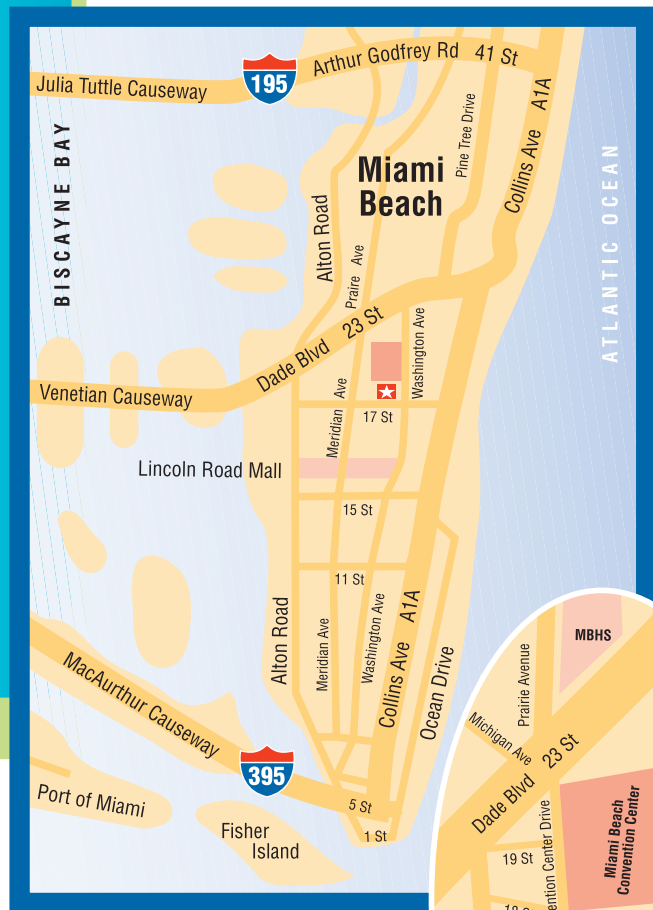 Arthur Godfrey Rd 41 St
195
Julia Tuttle Causeway
A1A
Pine Tree Drive
BISCAYNE BAY
Miami
Beach
Collins Ave
ATLANTIC OCEAN
Alton Road
Praire Ave
Dade Blvd 23 St
Washington Ave
Venetian Causeway
Meridian Ave
17 St
Lincoln Road Mall
15 St
11 St
Alton Road
Meridian Ave
Washington Ave
Collins Ave A1A
Ocean Drive
MacAurthur Causeway
395
5 St
1 St
Port of Miami
Fisher
Island
MBHS
Prairie Avenue
Michigan Ave
Dade Blvd 23 St
Miami Beach
Convention Center
Center Drive
19 St